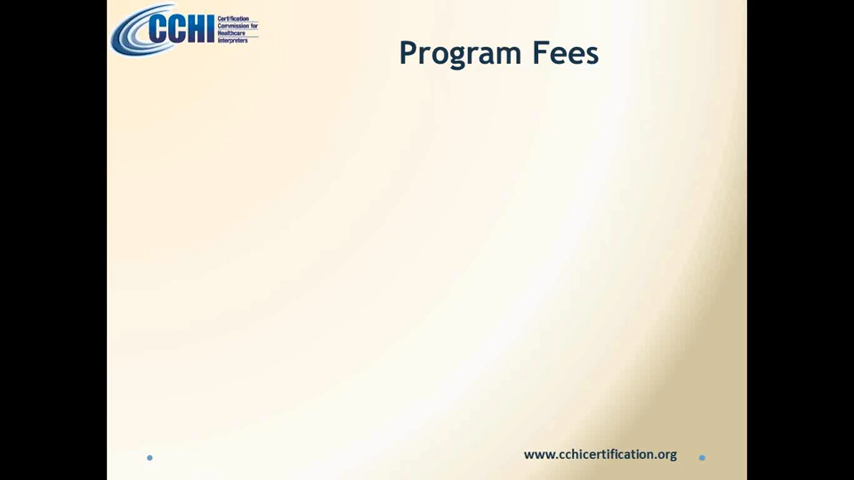 CCHI
Certification
Commission for
Healthcare
Interpreters
Program Fees
www.cchicertification.org